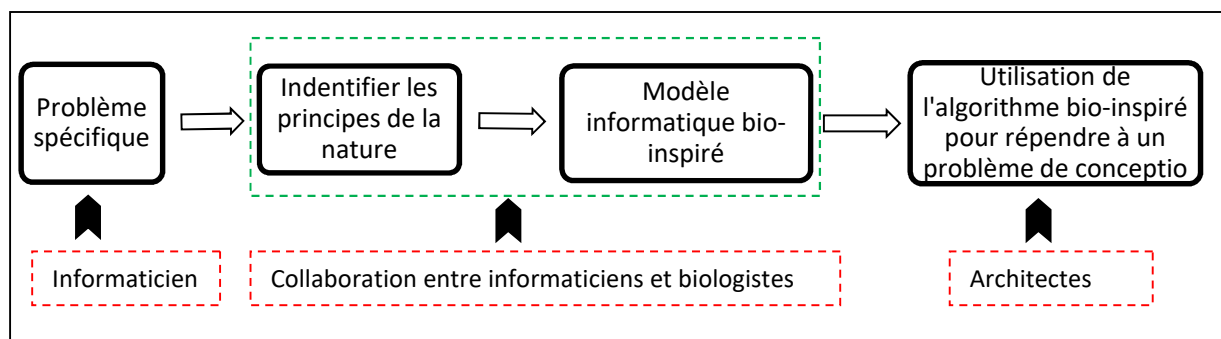 Problème
spécifique
Indentifier les
principes de la
nature
Modèle
informatique bio-
inspiré
Utilisation de
l'algorithme bio-inspiré
pour répendre à un
problème de conceptio
Informaticien
Collaboration entre informaticiens et biologistes
Architectes